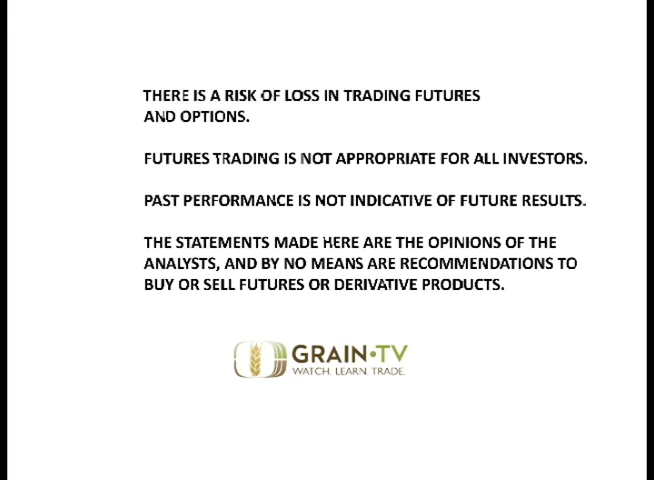 THERE IS A RISK OF LOSS IN TRADING FUTURES
AND OPTIONS.
FUTURES TRADING IS NOT APPROPRIATE FOR ALL INVESTORS.
PAST PERFORMANCE IS NOT INDICATIVE OF FUTURE RESULTS.
THE STATEMENTS MADE HERE ARE THE OPINIONS OF THE
ANALYSTS, AND BY NO MEANS ARE RECOMMENDATIONS TO
BUY OR SELL FUTURES OR DERIVATIVE PRODUCTS.
GRAIN•TV
WATCH. LEARN. TRADE.